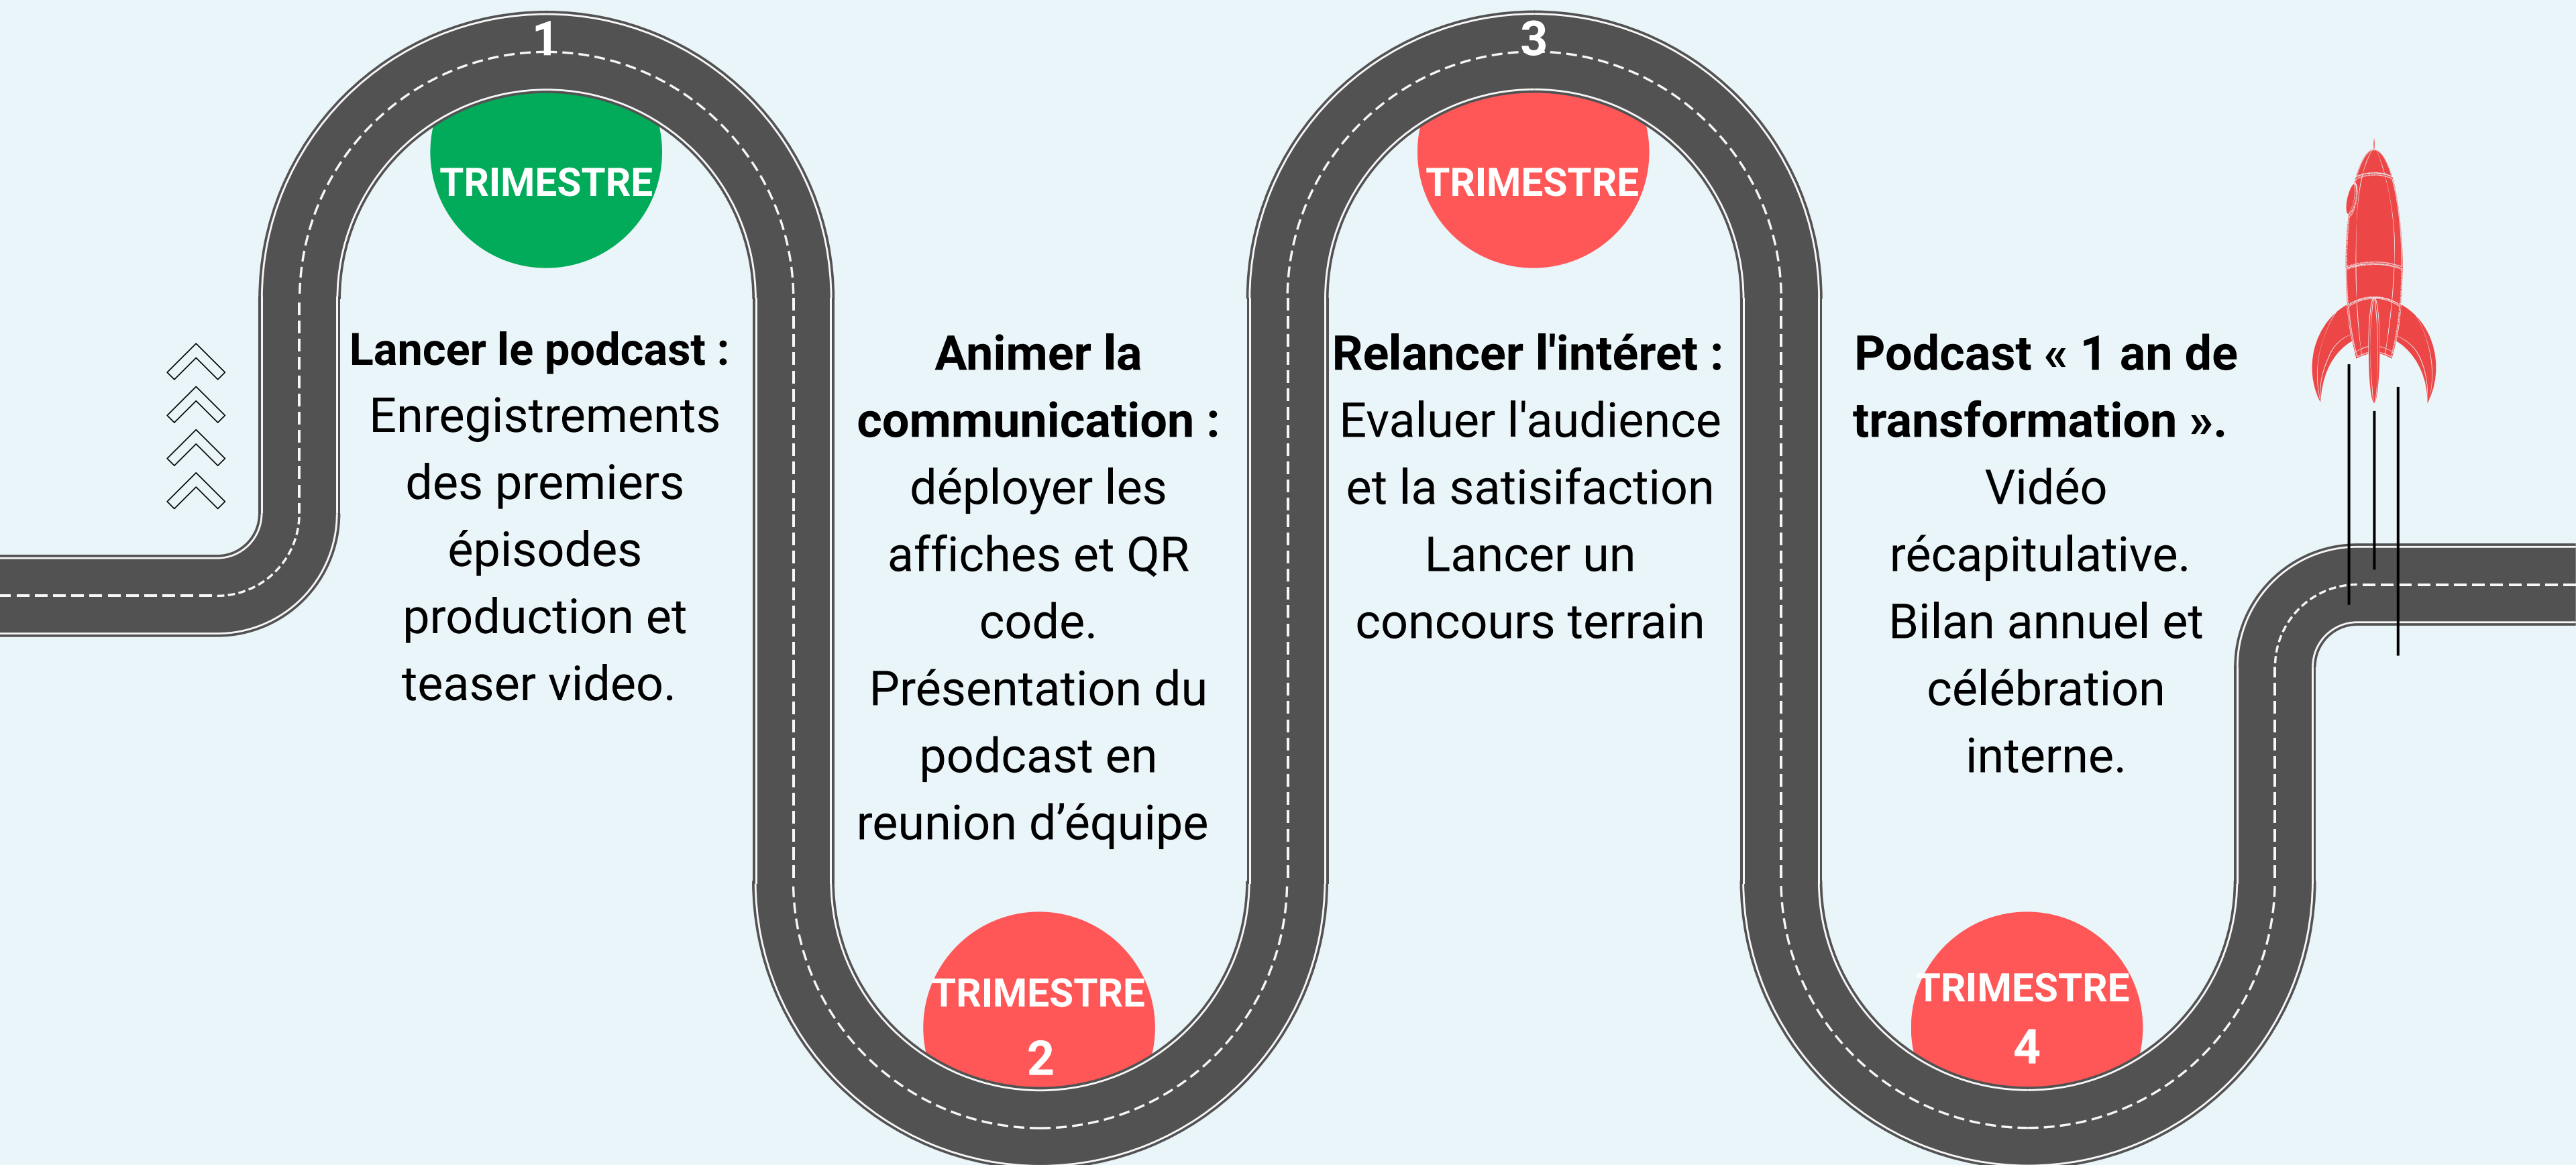 1
TRIMESTRE
Lancer le podcast :
Enregistrements
des premiers
épisodes
production et
teaser video.
Animer la
communication :
déployer les
affiches et QR
code.
Présentation du
podcast en
reunion d’équipe
TRIMESTRE
2
3
TRIMESTRE
Relancer l'intéret :
Evaluer l'audience
et la satisifaction
Lancer un
concours terrain
Podcast « 1 an de
transformation ».
Vidéo
récapitulative.
Bilan annuel et
célébration
interne.
TRIMESTRE
4